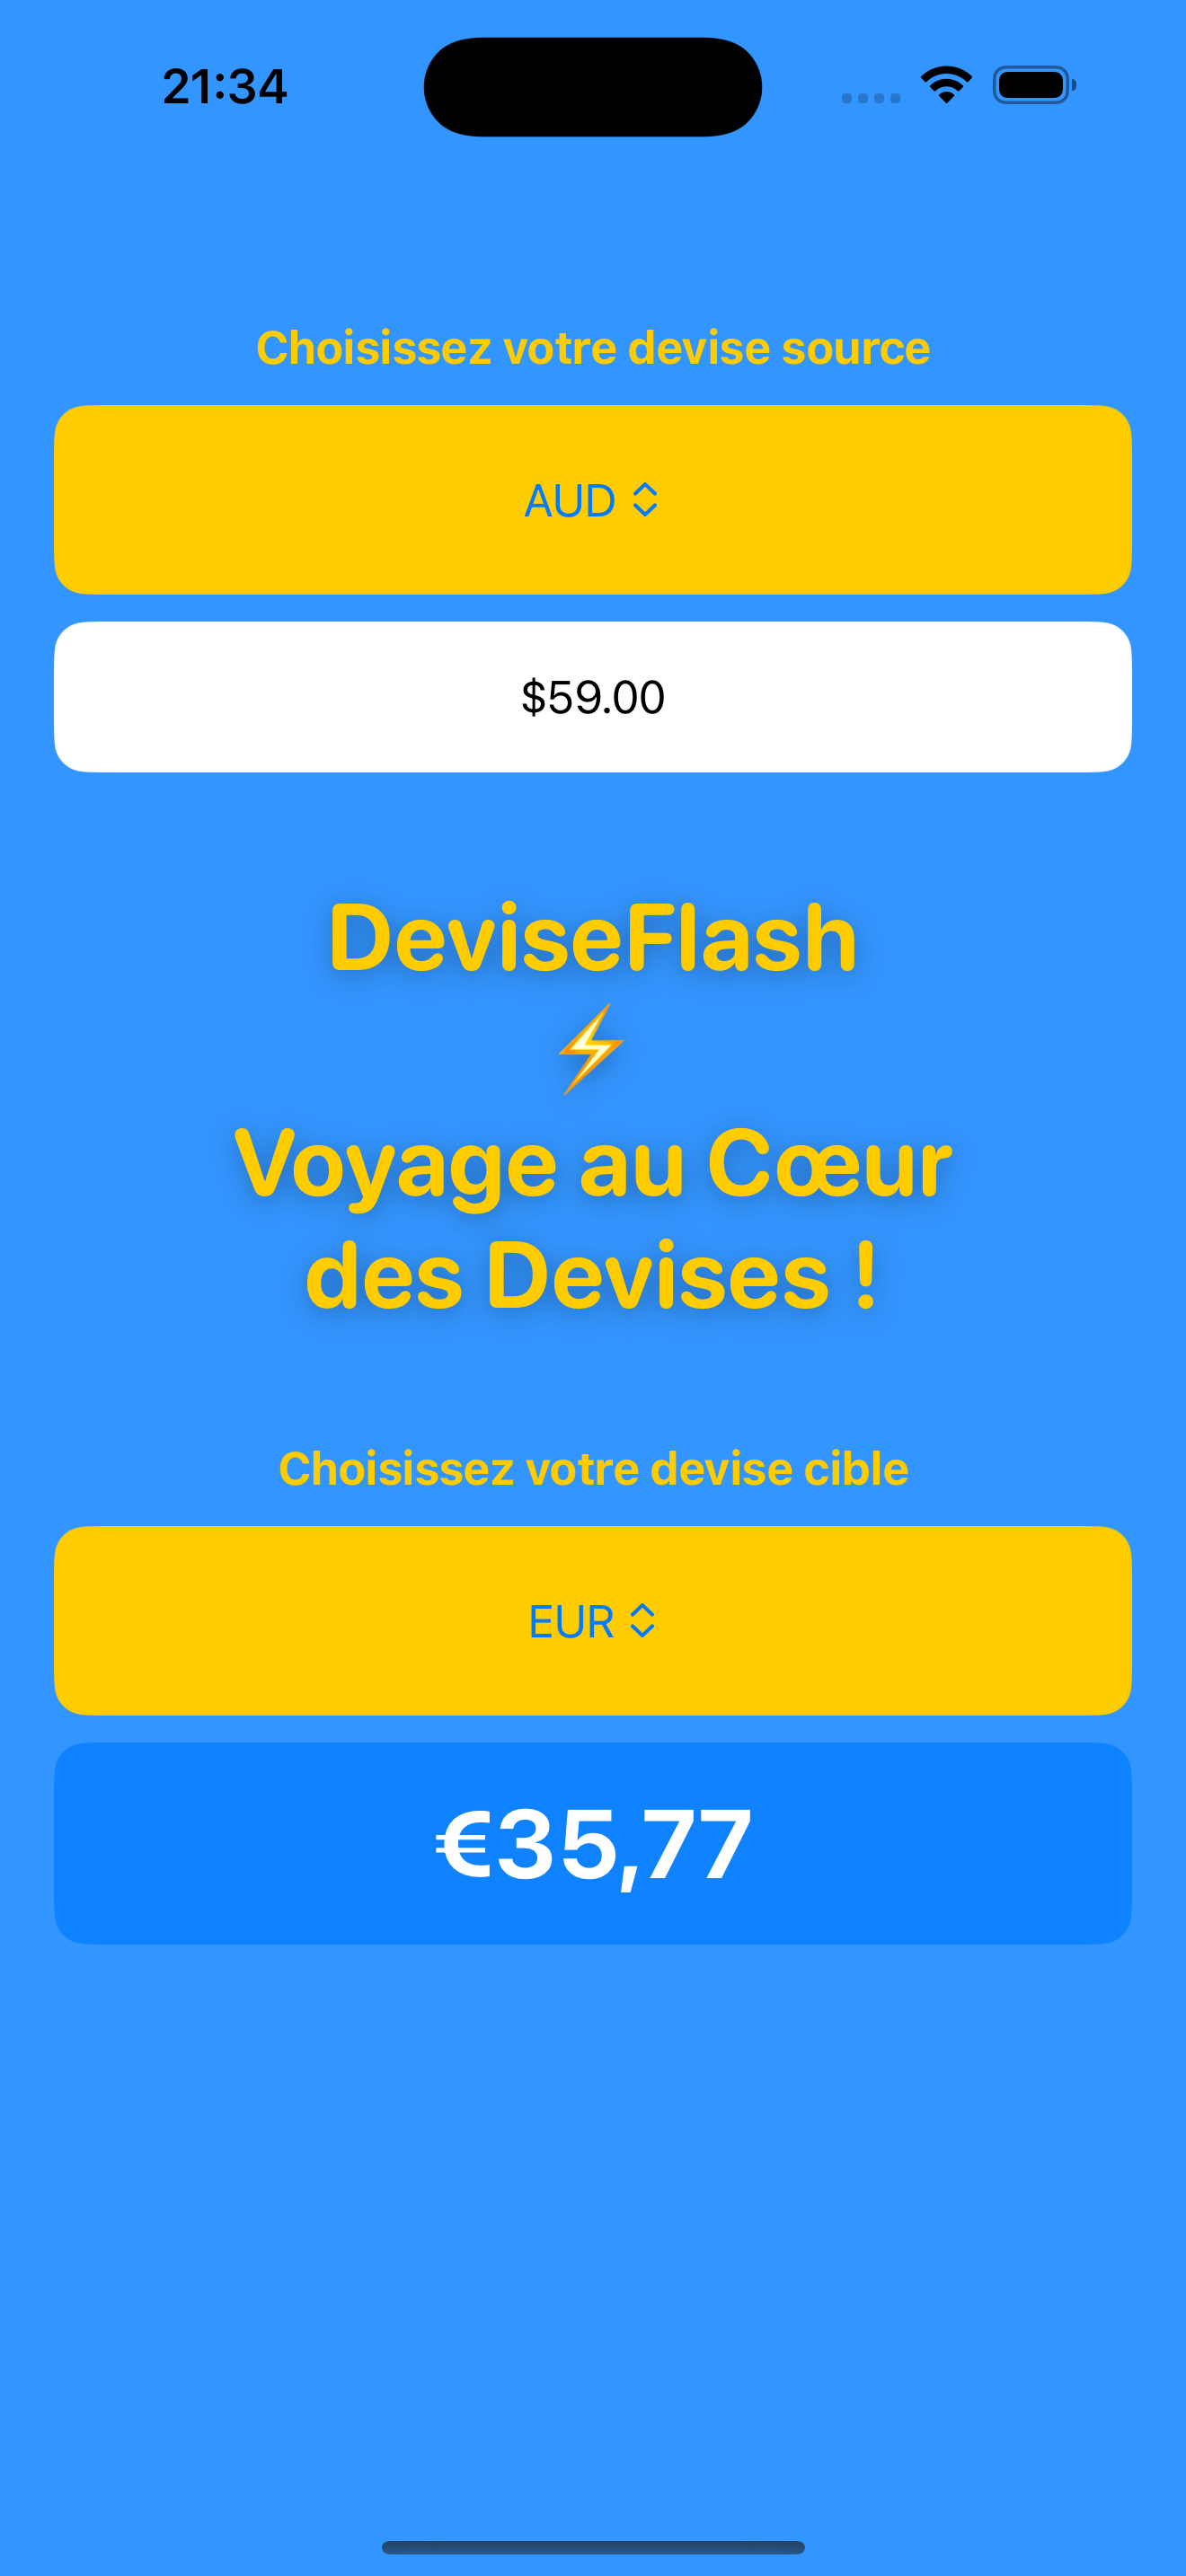 21:34
Choisissez votre devise source
AUD
$59.00
DeviseFlash
⚡
Voyage au Cœur
des Devises !
Choisissez votre devise cible
EUR
€35,77